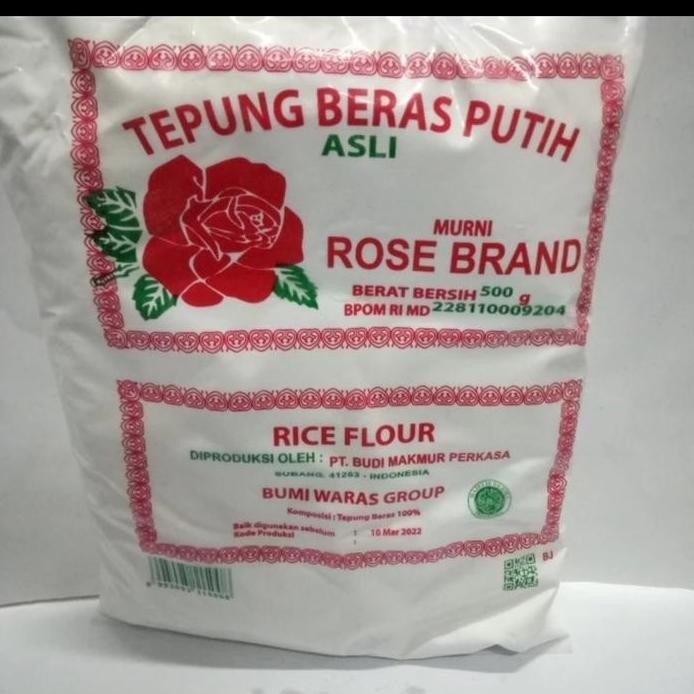 TEPUNG BERAS PUTIH
ASLI
MURNI
ROSE BRAND
BERAT BERSIH 500 g
BPOM RI MD 228110009204
RICE FLOUR
DIPRODUKSI OLEH : PT. BUDI MAKMUR PERKASA
SUBANG, 41263 - INDONESIA
BUMI WARAS GROUP
Komposisi : Tepung Beras 100%
Baik digunakan sebelum : 10 Mar 2022
Kode Produksi :
BJ